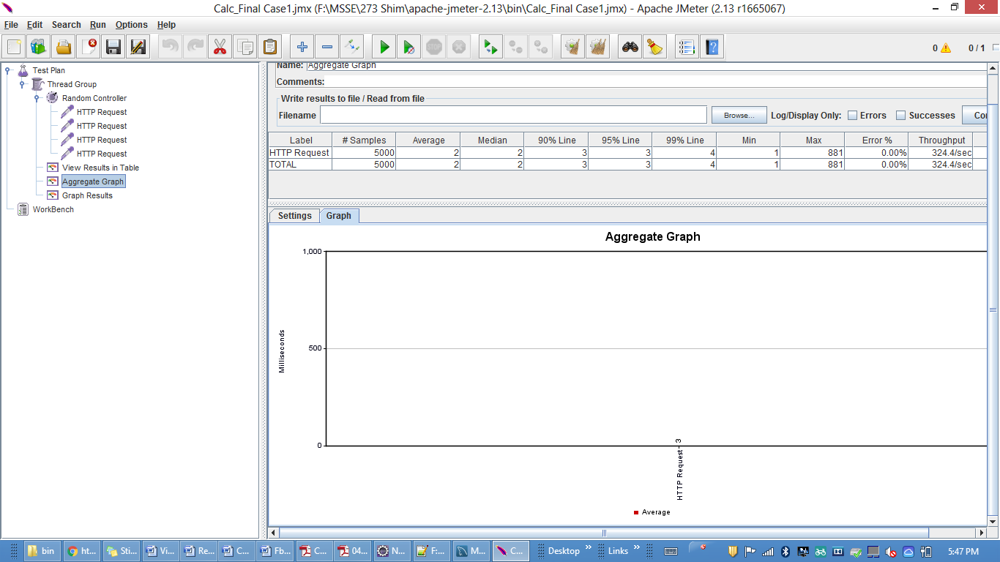 Calc_Final Case1.jmx (F:\MSSE\273 Shim\apache-jmeter-2.13\bin\Calc_Final Case1.jmx) - Apache JMeter (2.13 r1665067)
File Edit Search Run Options Help
STOP
0 0 / 1
Test Plan
Thread Group
Random Controller
HTTP Request
HTTP Request
HTTP Request
HTTP Request
View Results in Table
Aggregate Graph
Graph Results
WorkBench
Name: Aggregate Graph
Comments:
Write results to file / Read from file
Filename Browse... Log/Display Only: Errors Successes Co
Label # Samples Average Median 90% Line 95% Line 99% Line Min Max Error % Throughput
HTTP Request 5000 2 2 3 3 4 1 881 0.00% 324.4/sec
TOTAL 5000 2 2 3 3 4 1 881 0.00% 324.4/sec
Settings Graph
Aggregate Graph
1,000
500
0
Milliseconds
3
HTTP Request
Average
bin ht... Sti... Vi... Re... C... Fb... C... 04... N... F:... M... C... Desktop » Links » 5:47 PM